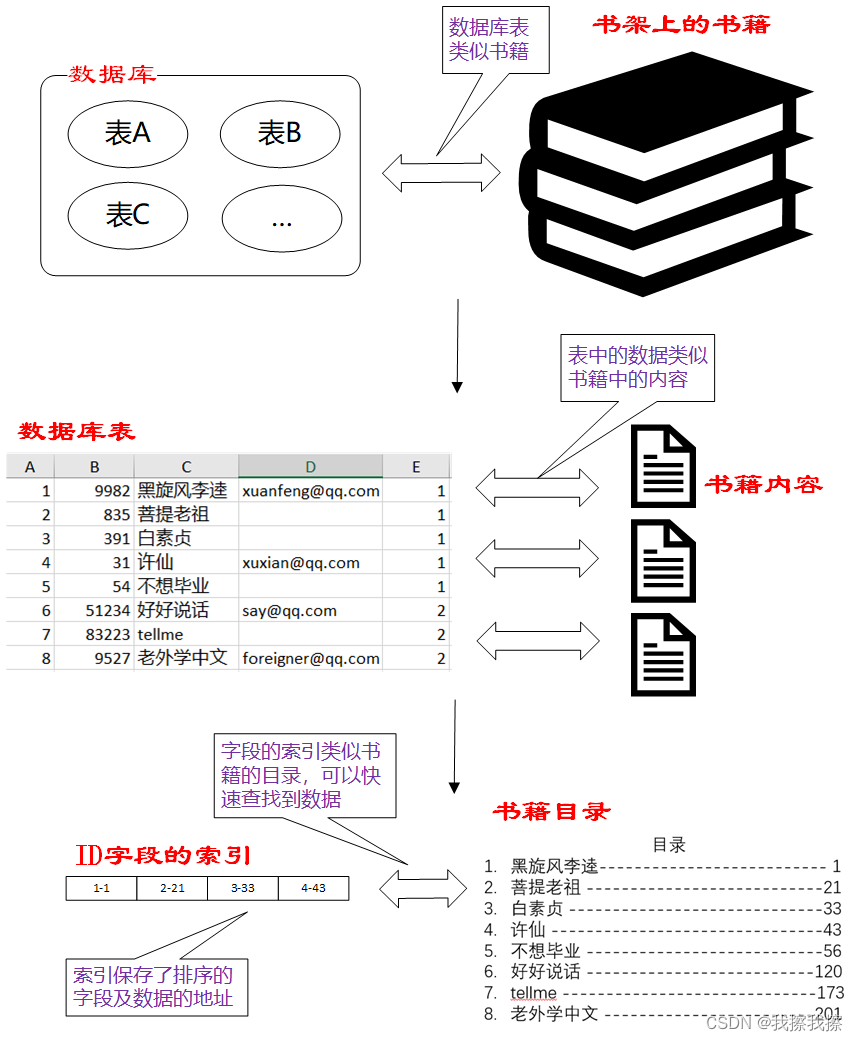 数据库表
类似书籍
书架上的书籍
数据库
表A
表B
表C
...
表中的数据类似
书籍中的内容
数据库表
A B C D E
1 9982 黑旋风李逵 xuanfeng@qq.com 1
2 835 菩提老祖 1
3 391 白素贞 1
4 31 许仙 xuxian@qq.com 1
5 54 不想毕业 1
6 51234 好好说话 say@qq.com 2
7 83223 tellme 2
8 9527 老外学中文 foreigner@qq.com 2
书籍内容
字段的索引类似书
籍的目录，可以快
速查找到数据
书籍目录
ID字段的索引
1-1 2-21 3-33 4-43
索引保存了排序的
字段及数据的地址
目录
1. 黑旋风李逵--------------------------- 1
2. 菩提老祖 ---------------------------21
3. 白素贞 -----------------------------33
4. 许仙 -------------------------------43
5. 不想毕业 ---------------------------56
6. 好好说话 ---------------------------120
7. tellme -----------------------------173
8. 老外学中文 -------------------------201
CSDN @我擦我擦